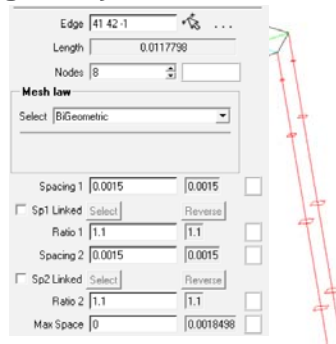 Edge 41 42 -1 ...
Length 0.0117798
Nodes 8
Mesh law
Select BiGeometric
Spacing 1 0.0015 0.0015
Sp1 Linked Select Reverse
Ratio 1 1.1 1.1
Spacing 2 0.0015 0.0015
Sp2 Linked Select Reverse
Ratio 2 1.1 1.1
Max Space 0 0.0018498